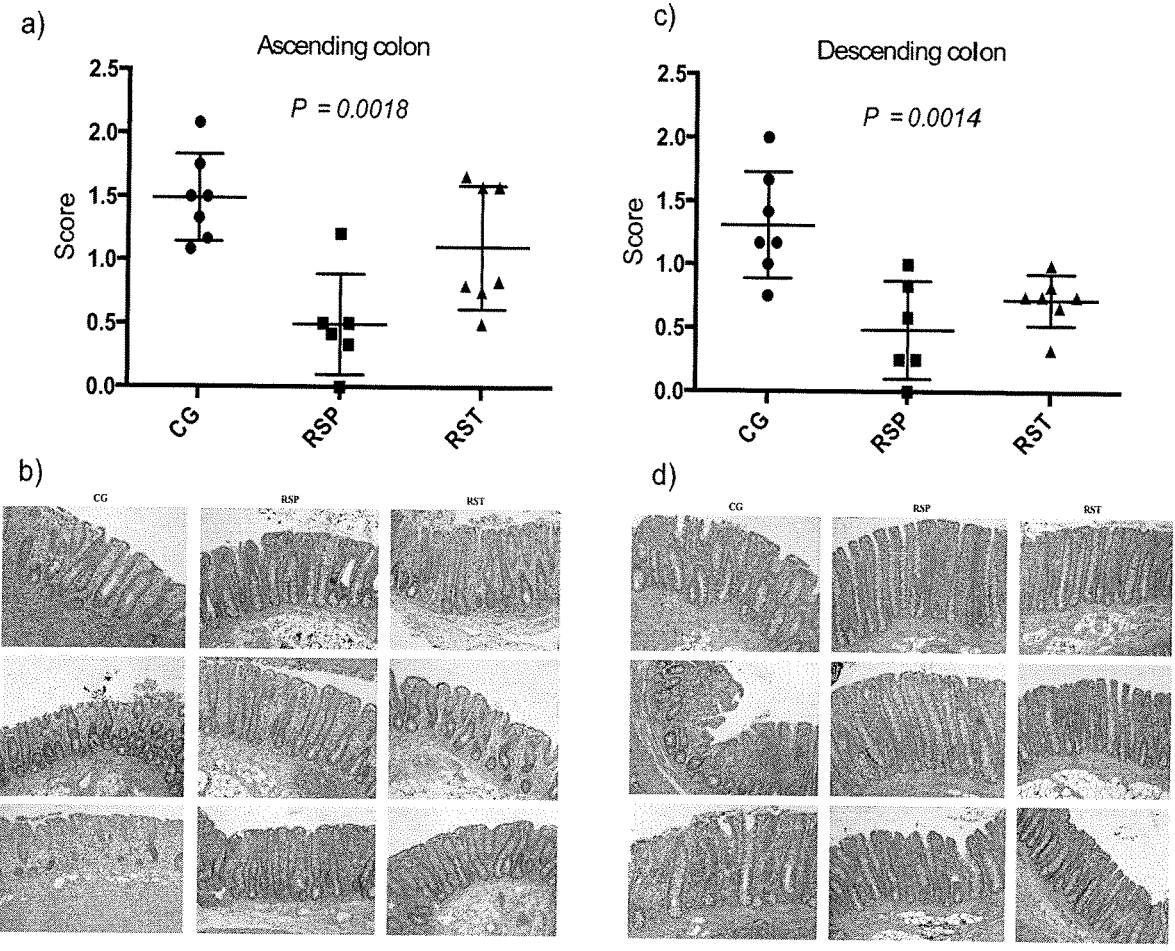 a)
Ascending colon
P = 0.0018
2.5
2.0
1.5
1.0
0.5
0.0
Score
CG
RSP
RST
c)
Descending colon
P = 0.0014
2.5
2.0
1.5
1.0
0.5
0.0
Score
CG
RSP
RST
b)
CG RSP RST
d)
CG RSP RST